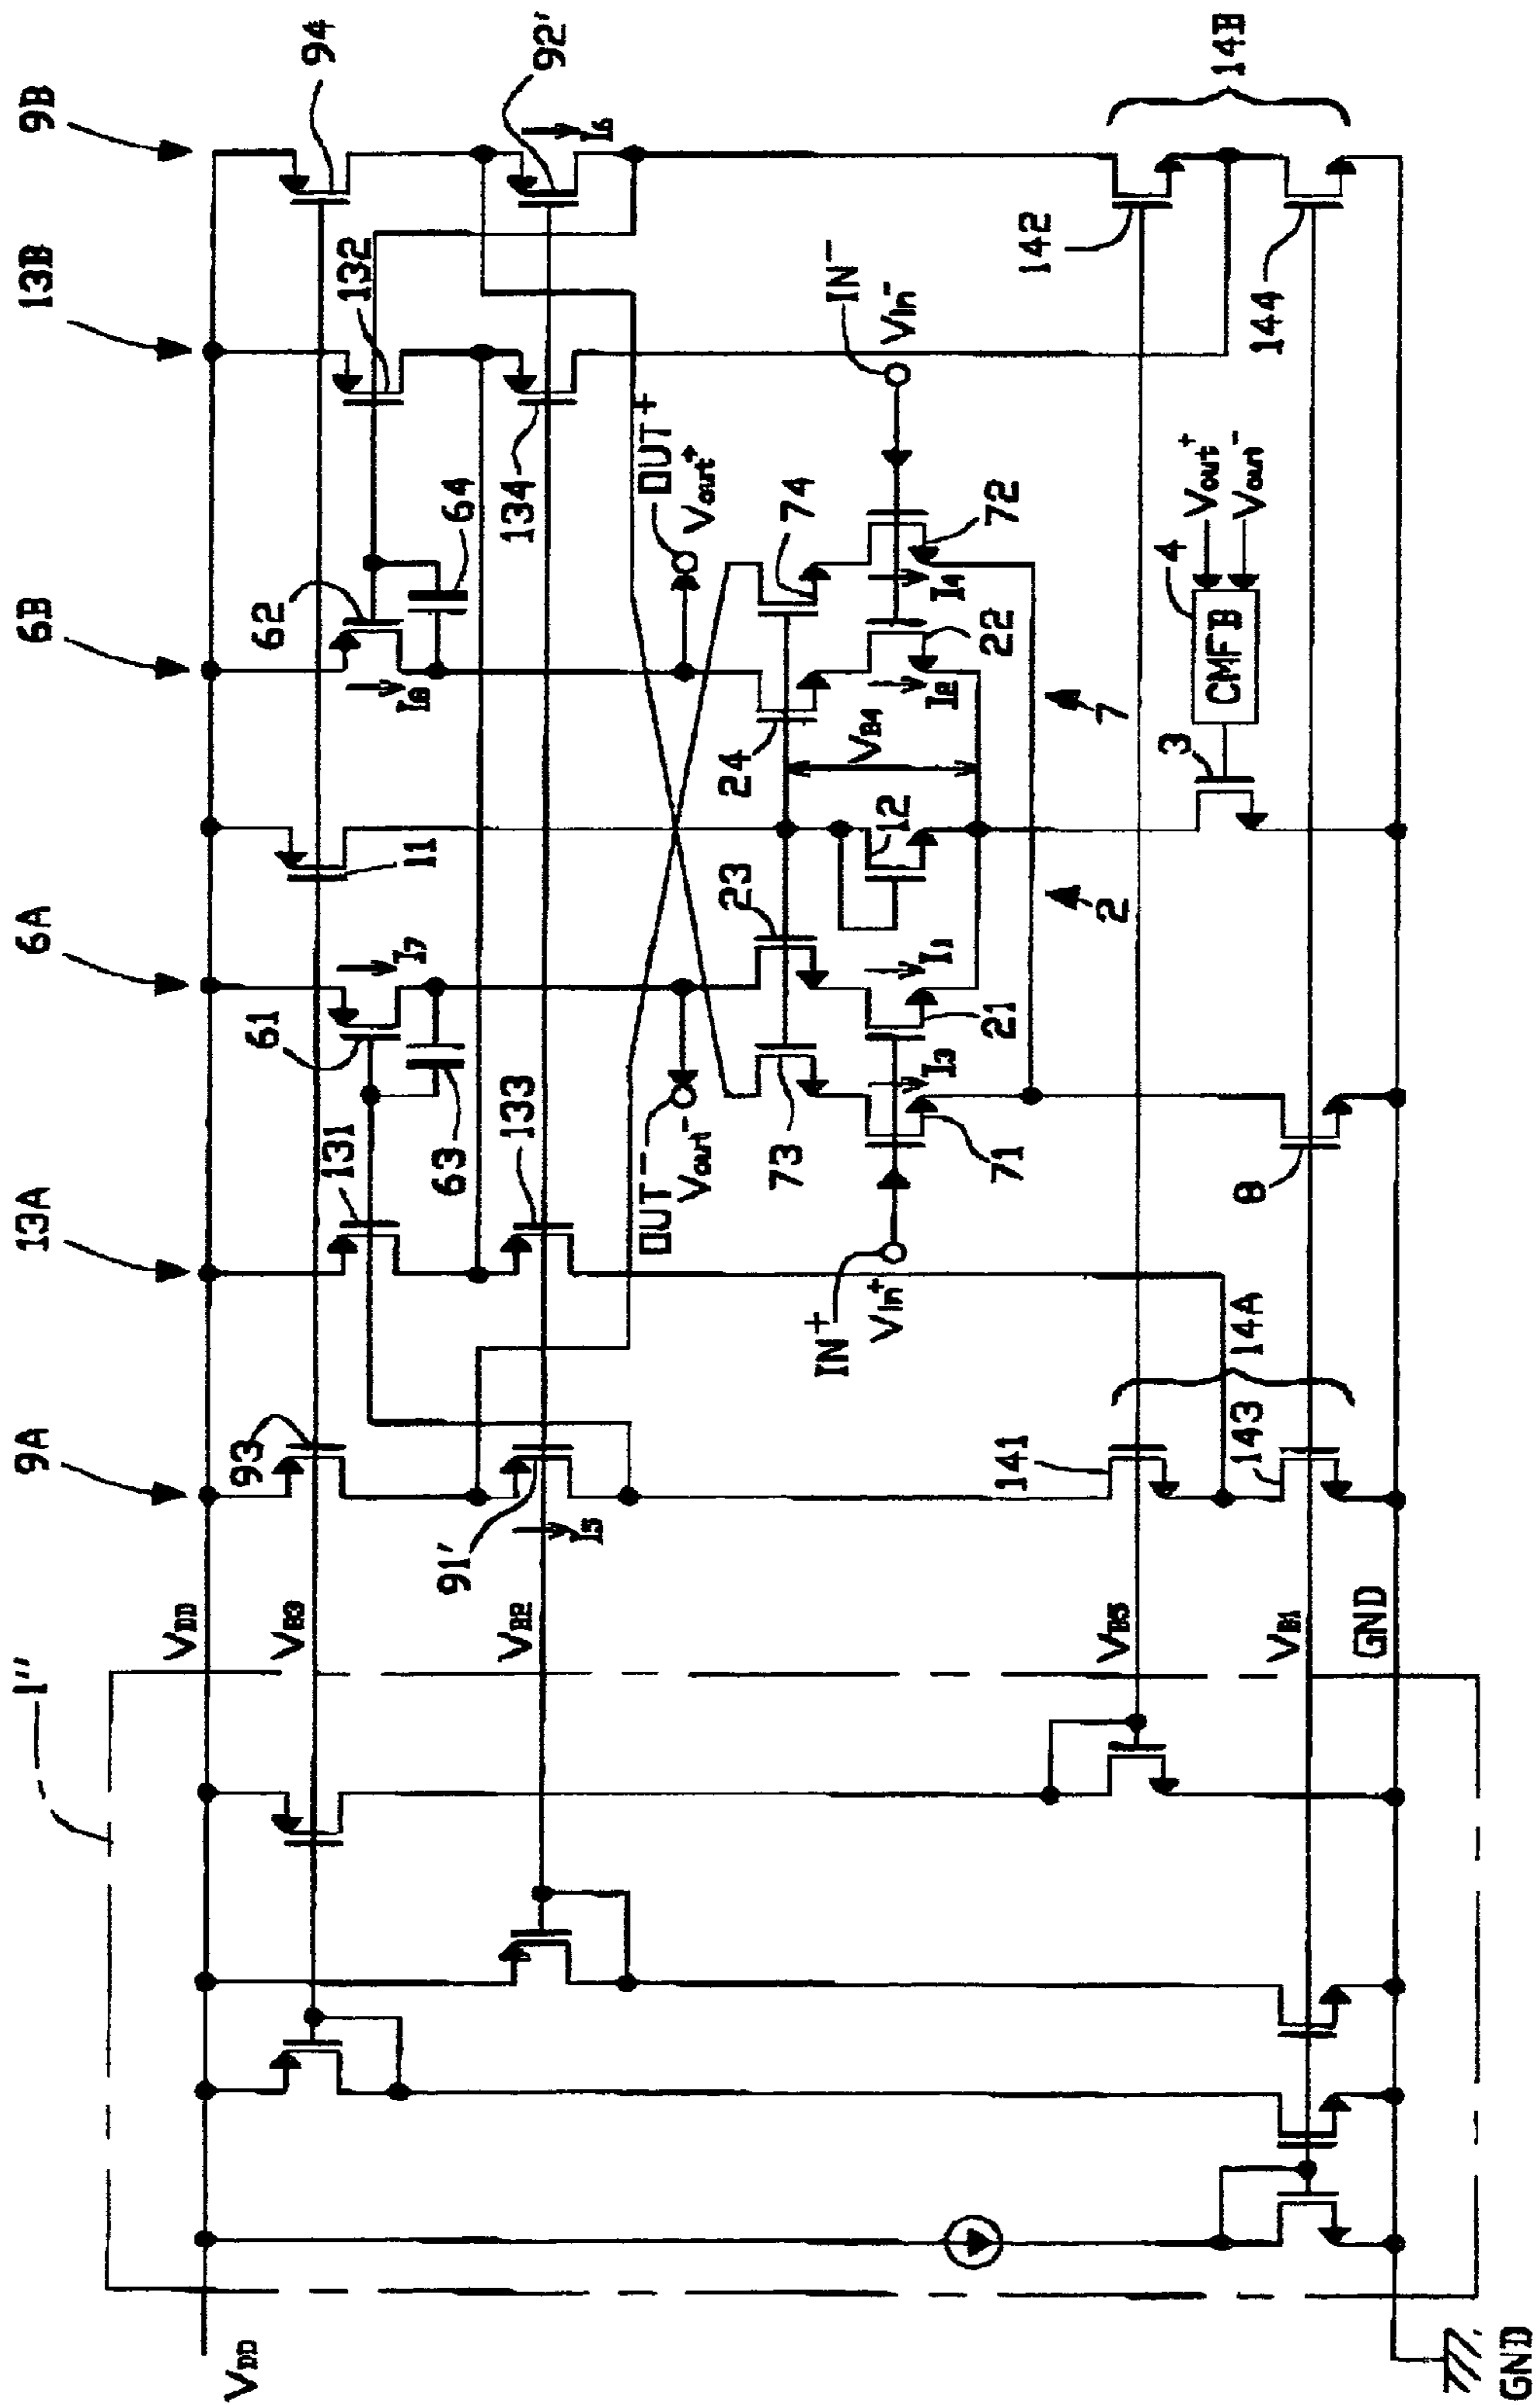 1''
9A
13A
6A
6B
13B
9B
VDD
VDD
VB3
93
131
61
I7
11
62
I8
132
94
63
64
VB2
91'
I5
133
134
92'
I6
OUT−
Vout−
OUT+
Vout+
73
23
24
74
VB4
12
IN+
Vin+
IN−
Vin−
71
I3
21
I1
22
I2
72
I4
2
7
VB5
141
14A
142
14B
3
4
CMFB
Vout+
Vout−
VB1
143
8
144
GND
GND